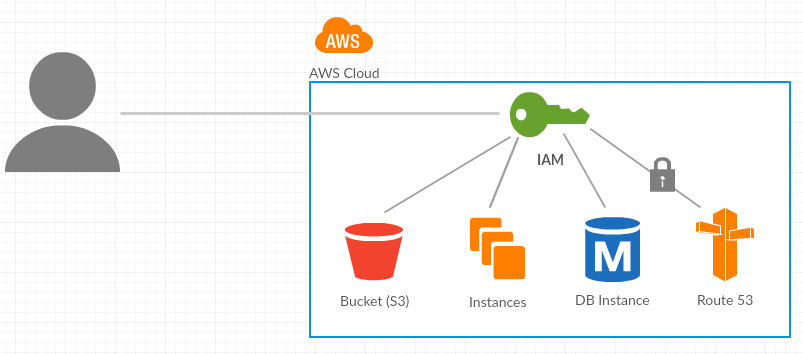 AWS
AWS Cloud
IAM
M
Bucket (S3)
Instances
DB Instance
Route 53